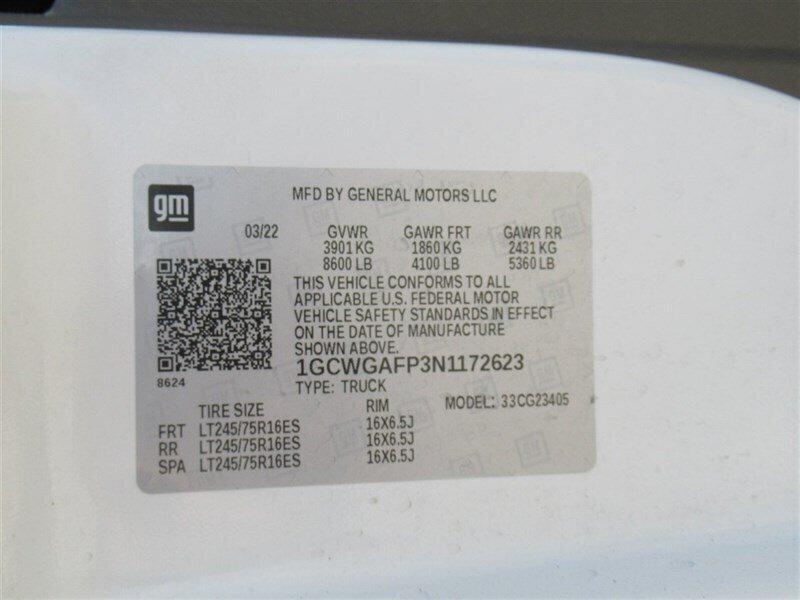 gm
MFD BY GENERAL MOTORS LLC
03/22 GVWR GAWR FRT GAWR RR
3901 KG 1860 KG 2431 KG
8600 LB 4100 LB 5360 LB
THIS VEHICLE CONFORMS TO ALL
APPLICABLE U.S. FEDERAL MOTOR
VEHICLE SAFETY STANDARDS IN EFFECT
ON THE DATE OF MANUFACTURE
SHOWN ABOVE.
8624
1GCWGAFP3N1172623
TYPE: TRUCK
MODEL: 33CG23405
TIRE SIZE RIM
FRT LT245/75R16ES 16X6.5J
RR LT245/75R16ES 16X6.5J
SPA LT245/75R16ES 16X6.5J